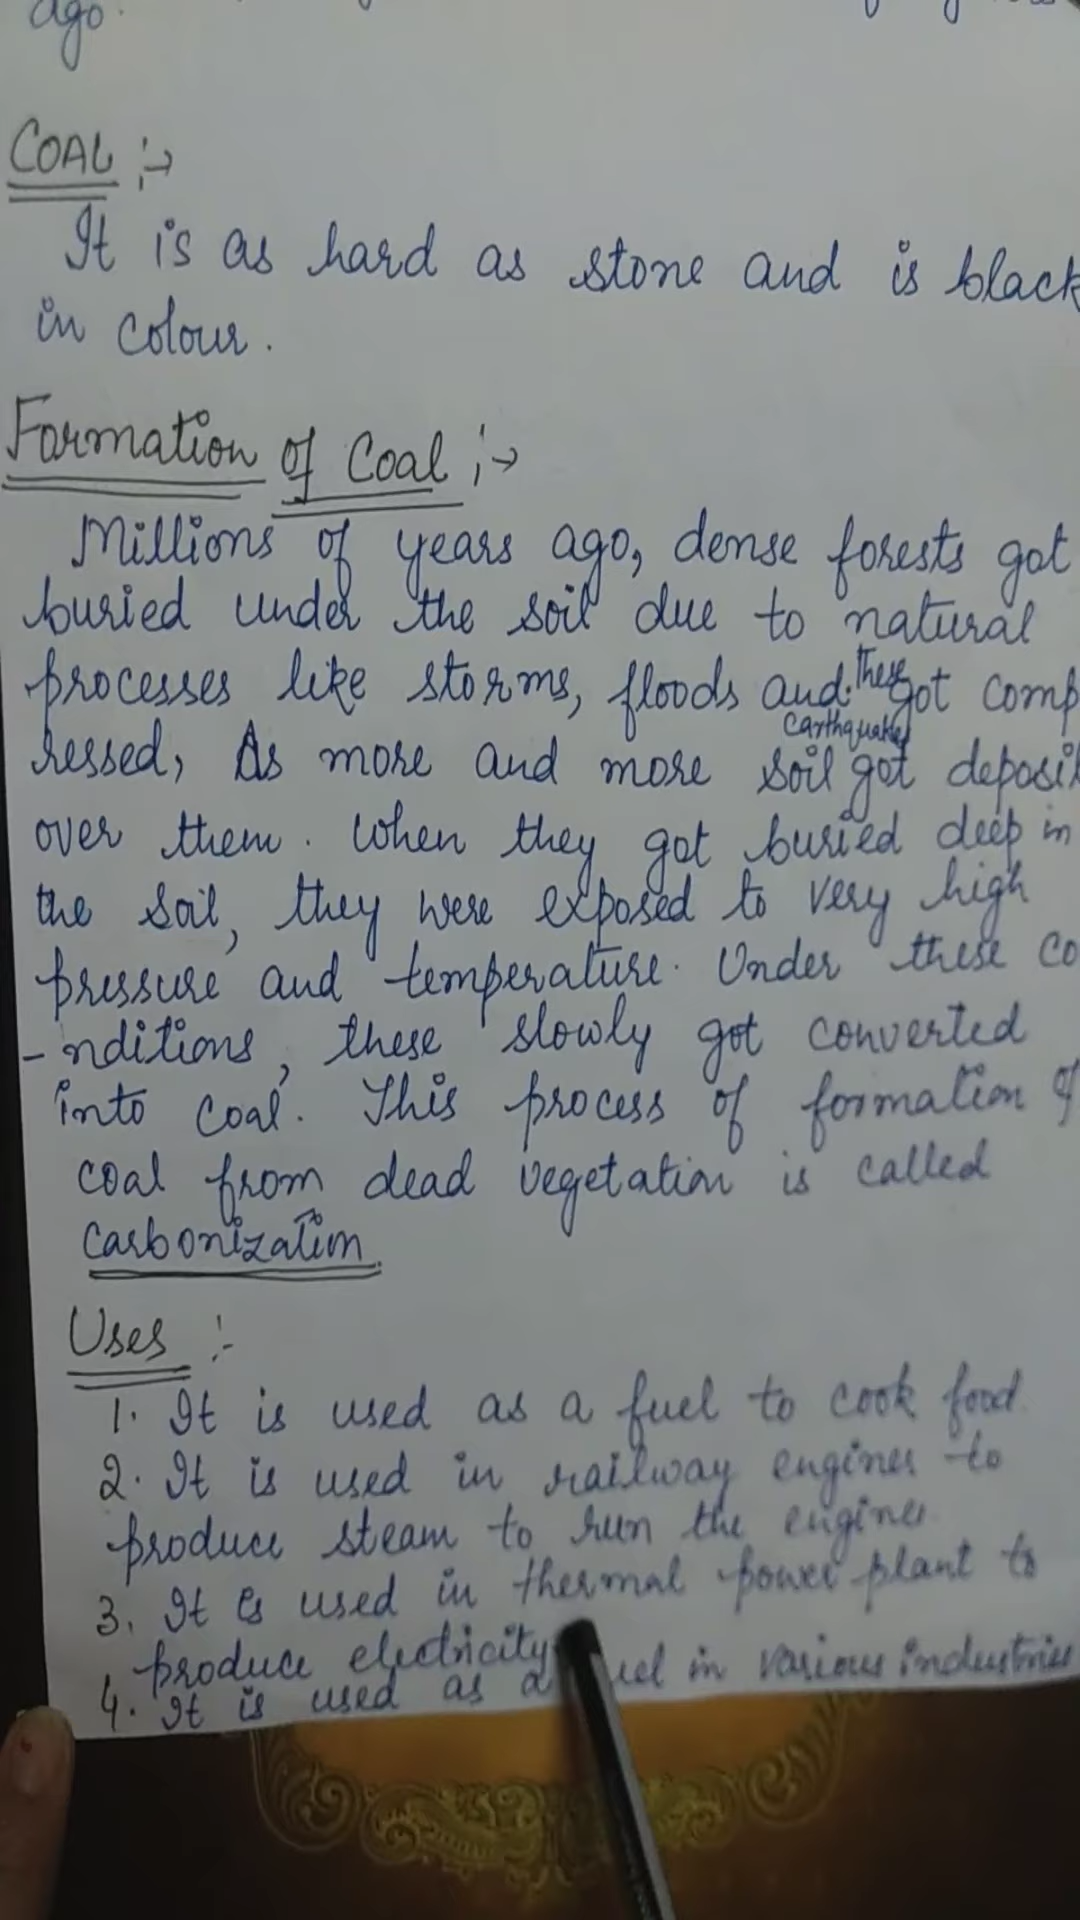 ago.
COAL :→
It is as hard as stone and is black
in colour.
Formation of Coal :→
Millions of years ago, dense forests got
buried under the soil due to natural
processes like storms, floods and. These got comp
earthquakes
ressed, As more and more soil got deposit
over them. When they got buried deep in
the soil, they were exposed to very high
pressure and temperature. Under these co
- nditions, these slowly got converted
into coal. This process of formation of
coal from dead vegetation is called
Carbonization
Uses :-
1. It is used as a fuel to cook food.
2. It is used in railway engines to
produce steam to run the engines.
3. It is used in thermal power plant to
produce electricity
4. It is used as a uel in various industries